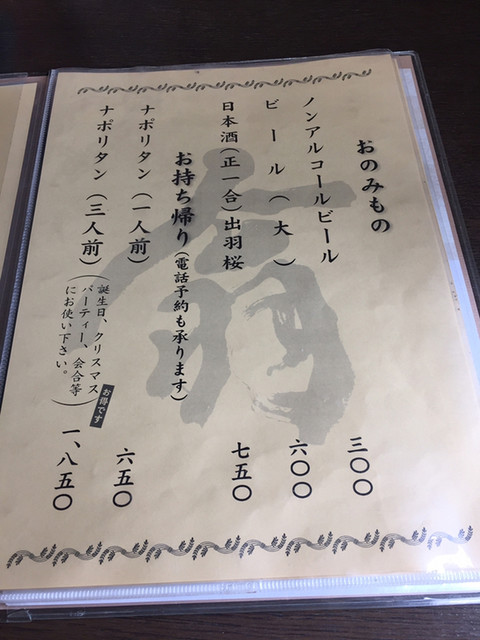 おのみもの
ノンアルコールビール 三〇〇
ビール(大) 六〇〇
日本酒(正一合)出羽桜 七五〇
お持ち帰り(電話予約も承ります)
ナポリタン(一人前) 六五〇
ナポリタン(三人前) 一、八五〇
(誕生日、クリスマス
パーティー、会合等
にお使い下さい。)
お得です
翁